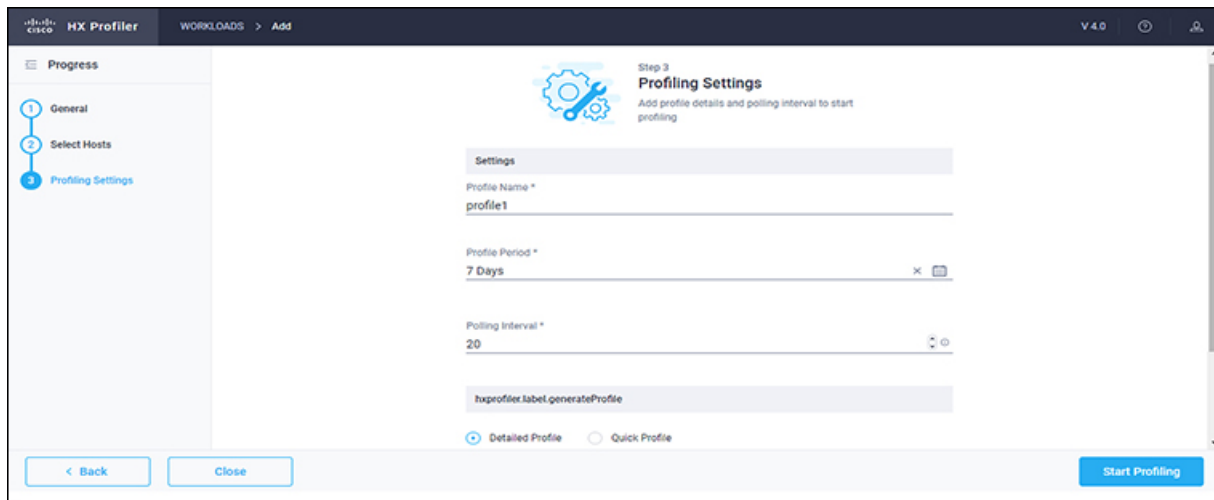 cisco HX Profiler WORKLOADS > Add V 4.0
Progress
1 General
2 Select Hosts
3 Profiling Settings
Step 3
Profiling Settings
Add profile details and polling interval to start
profiling
Settings
Profile Name *
profile1
Profile Period *
7 Days
Polling Interval *
20
hxprofiler.label.generateProfile
Detailed Profile Quick Profile
< Back Close Start Profiling